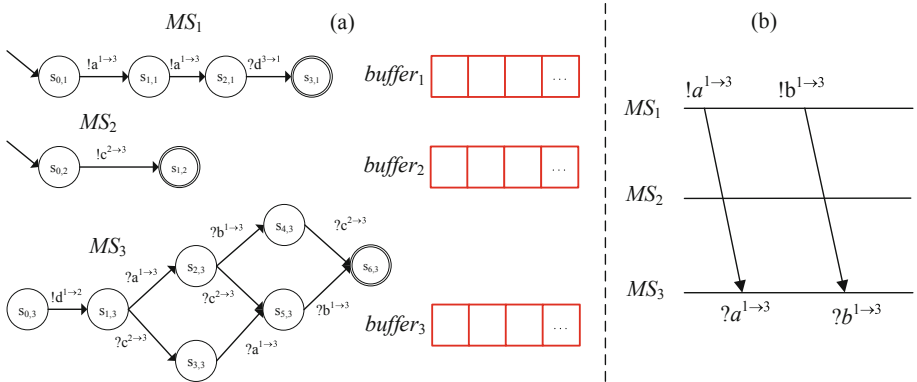 (a)
MS₁
!a¹→³
!a¹→³
?d³→¹
s₀,₁
s₁,₁
s₂,₁
s₃,₁
buffer₁
...
MS₂
!c²→³
s₀,₂
s₁,₂
buffer₂
...
MS₃
?b¹→³
s₄,₃
?c²→³
?a¹→³
s₂,₃
s₆,₃
!d¹→²
?c²→³
s₀,₃
s₁,₃
s₅,₃
?b¹→³
?c²→³
?a¹→³
s₃,₃
buffer₃
...
(b)
!a¹→³
!b¹→³
MS₁
MS₂
MS₃
?a¹→³
?b¹→³